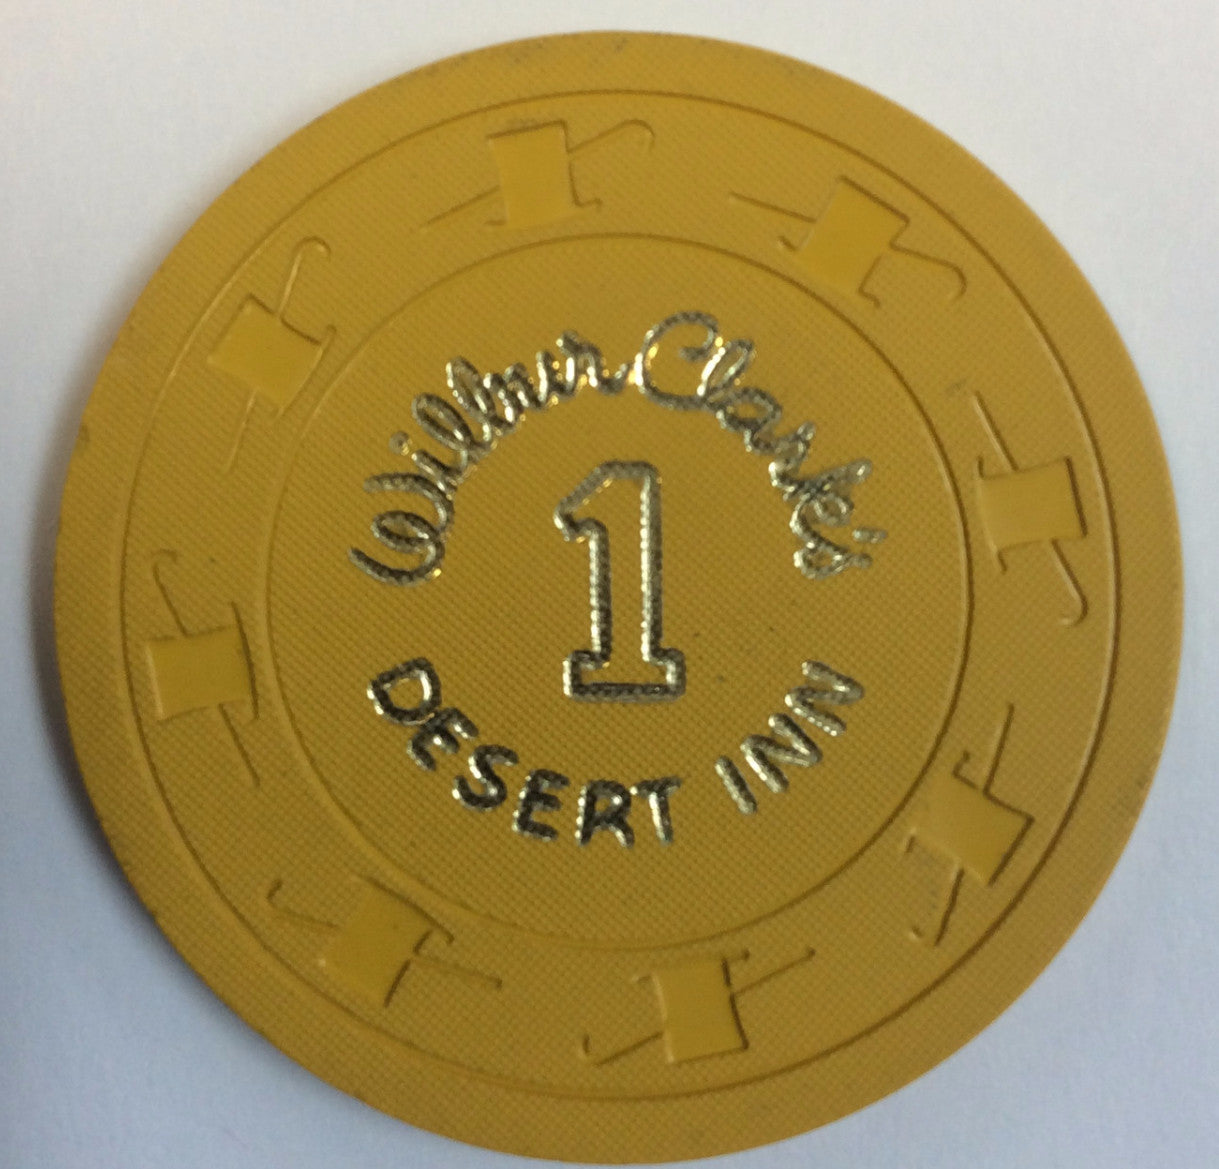 Wilbur Clark's
1
DESERT INN